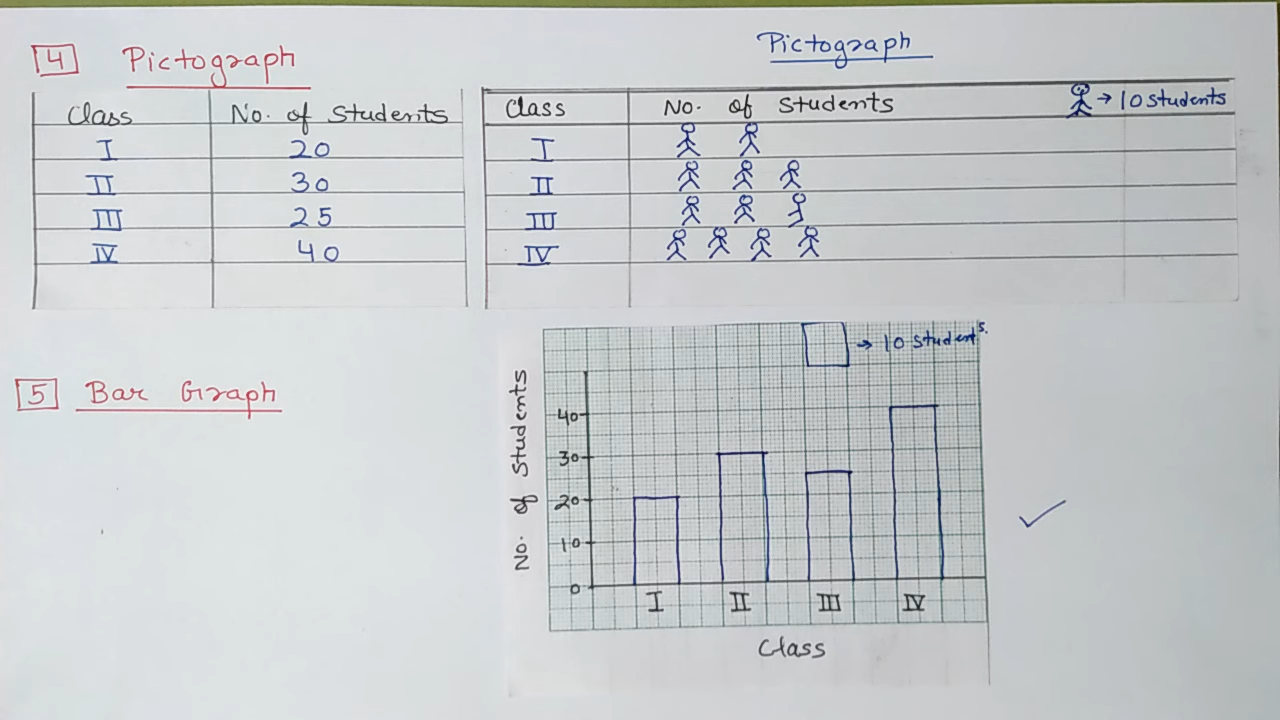 4 Pictograph
Class No. of Students
I 20
II 30
III 25
IV 40
Pictograph
Class No. of Students → 10 Students
I
II
III
IV
5 Bar Graph
→ 10 students.
No. of Students
40
30
20
10
0
I II III IV
Class